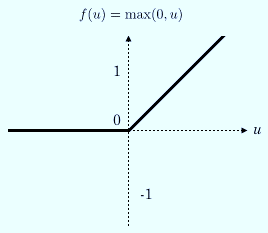 f(u) = max(0, u)
1
0
u
-1